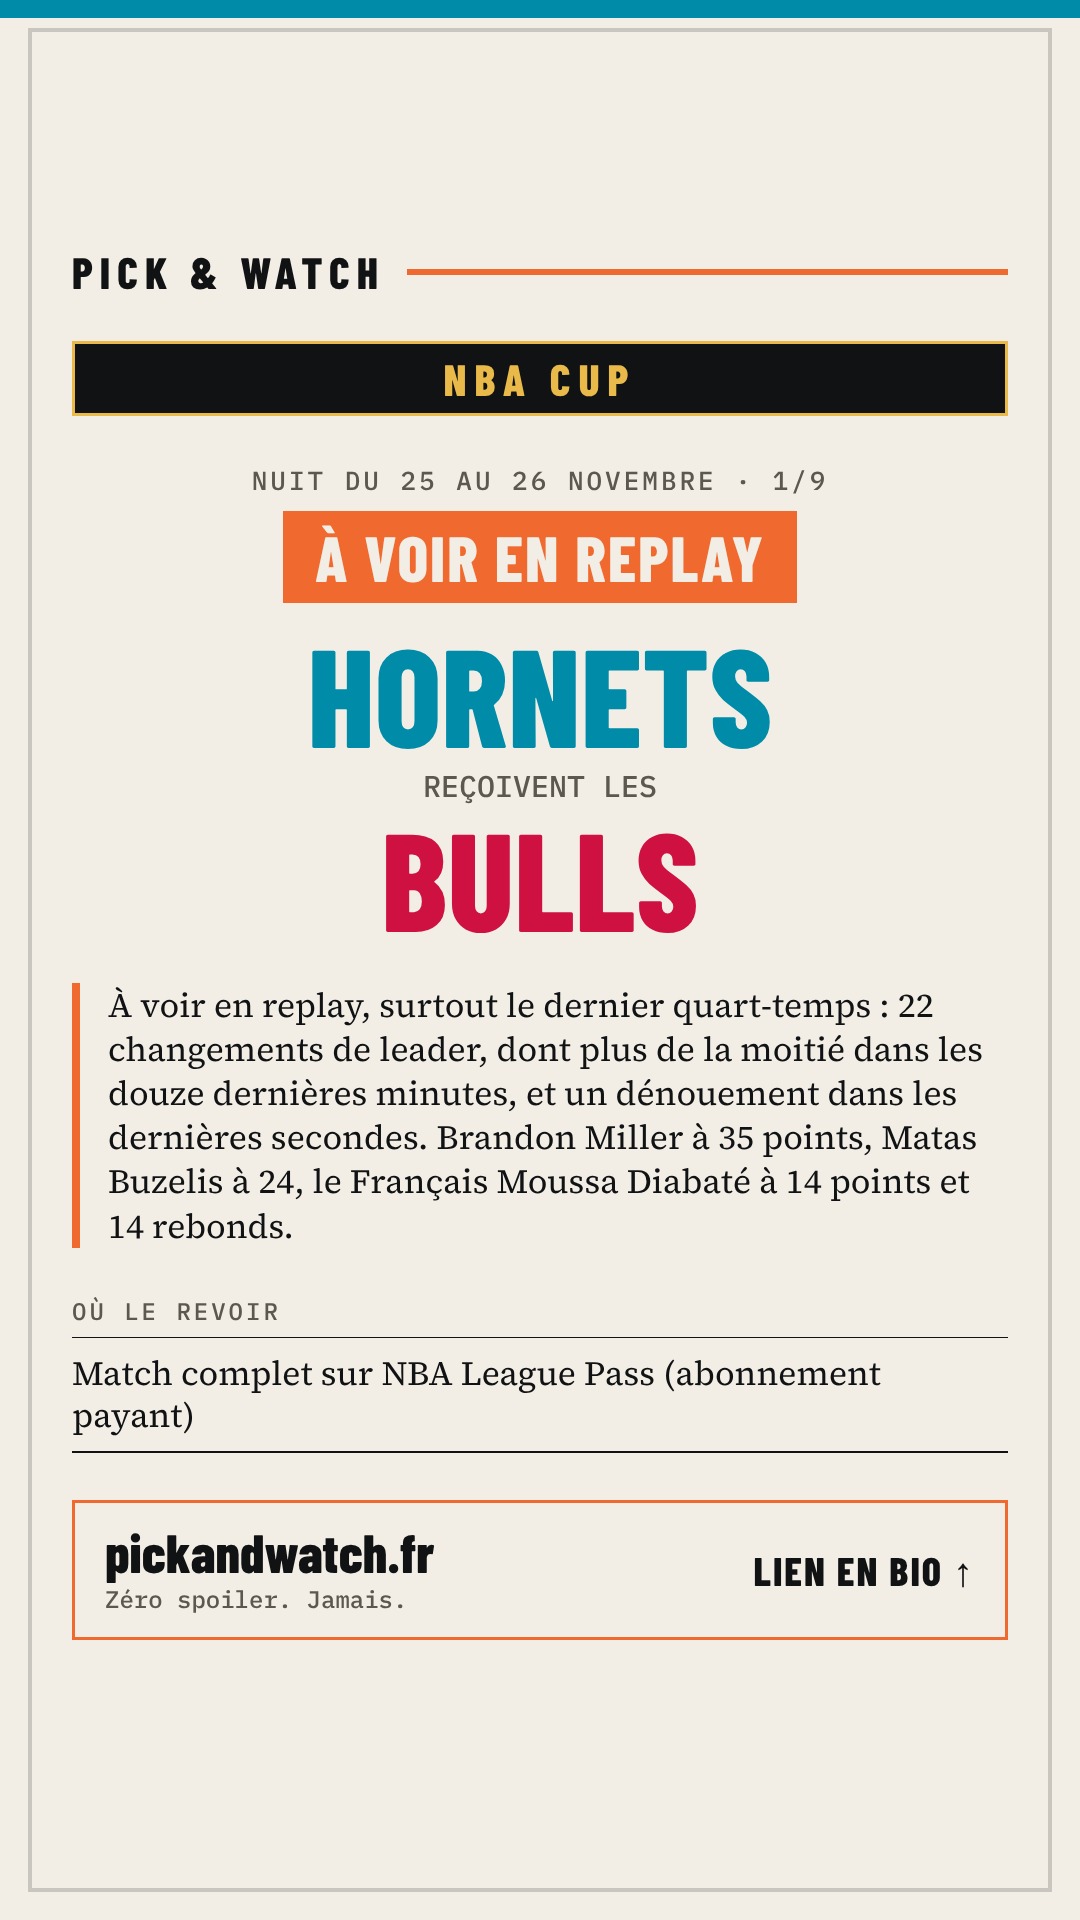 PICK & WATCH
NBA CUP
NUIT DU 25 AU 26 NOVEMBRE · 1/9
À VOIR EN REPLAY
HORNETS
REÇOIVENT LES
BULLS
À voir en replay, surtout le dernier quart-temps : 22
changements de leader, dont plus de la moitié dans les
douze dernières minutes, et un dénouement dans les
dernières secondes. Brandon Miller à 35 points, Matas
Buzelis à 24, le Français Moussa Diabaté à 14 points et
14 rebonds.
OÙ LE REVOIR
Match complet sur NBA League Pass (abonnement
payant)
pickandwatch.fr
Zéro spoiler. Jamais.
LIEN EN BIO ↑